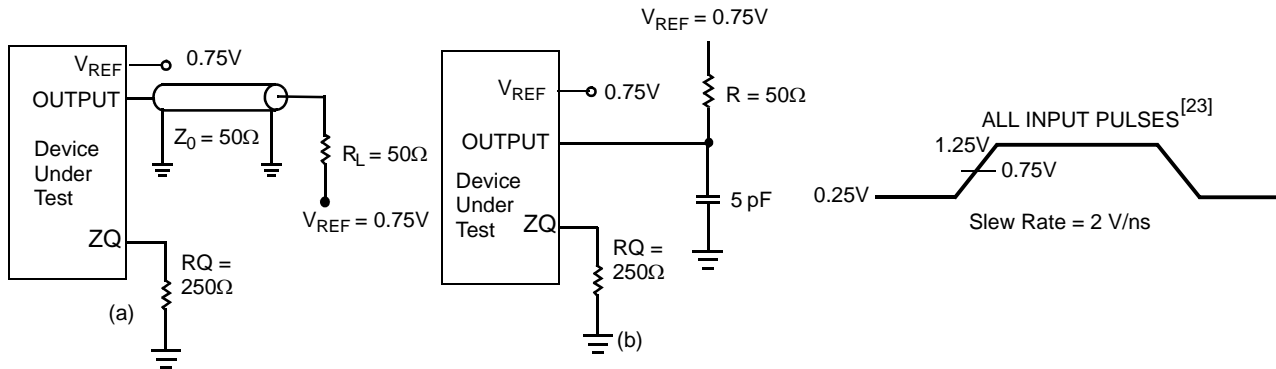 V_REF 0.75V
OUTPUT
Z_0 = 50Ω
Device
Under
Test
R_L = 50Ω
V_REF = 0.75V
ZQ
RQ =
250Ω
(a)
V_REF = 0.75V
R = 50Ω
V_REF 0.75V
OUTPUT
Device
Under
Test
5 pF
ZQ
RQ =
250Ω
(b)
ALL INPUT PULSES[23]
1.25V
0.75V
0.25V
Slew Rate = 2 V/ns